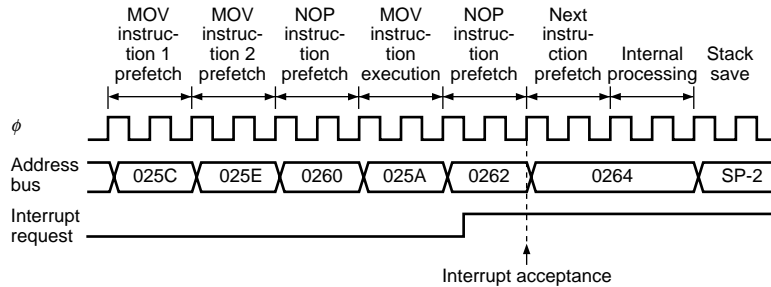 MOV
instruc-
tion 1
prefetch
MOV
instruc-
tion 2
prefetch
NOP
instruc-
tion
prefetch
MOV
instruc-
tion
execution
NOP
instruc-
tion
prefetch
Next
instru-
ction
prefetch
Internal
processing
Stack
save
φ
Address
bus
025C
025E
0260
025A
0262
0264
SP-2
Interrupt
request
Interrupt acceptance